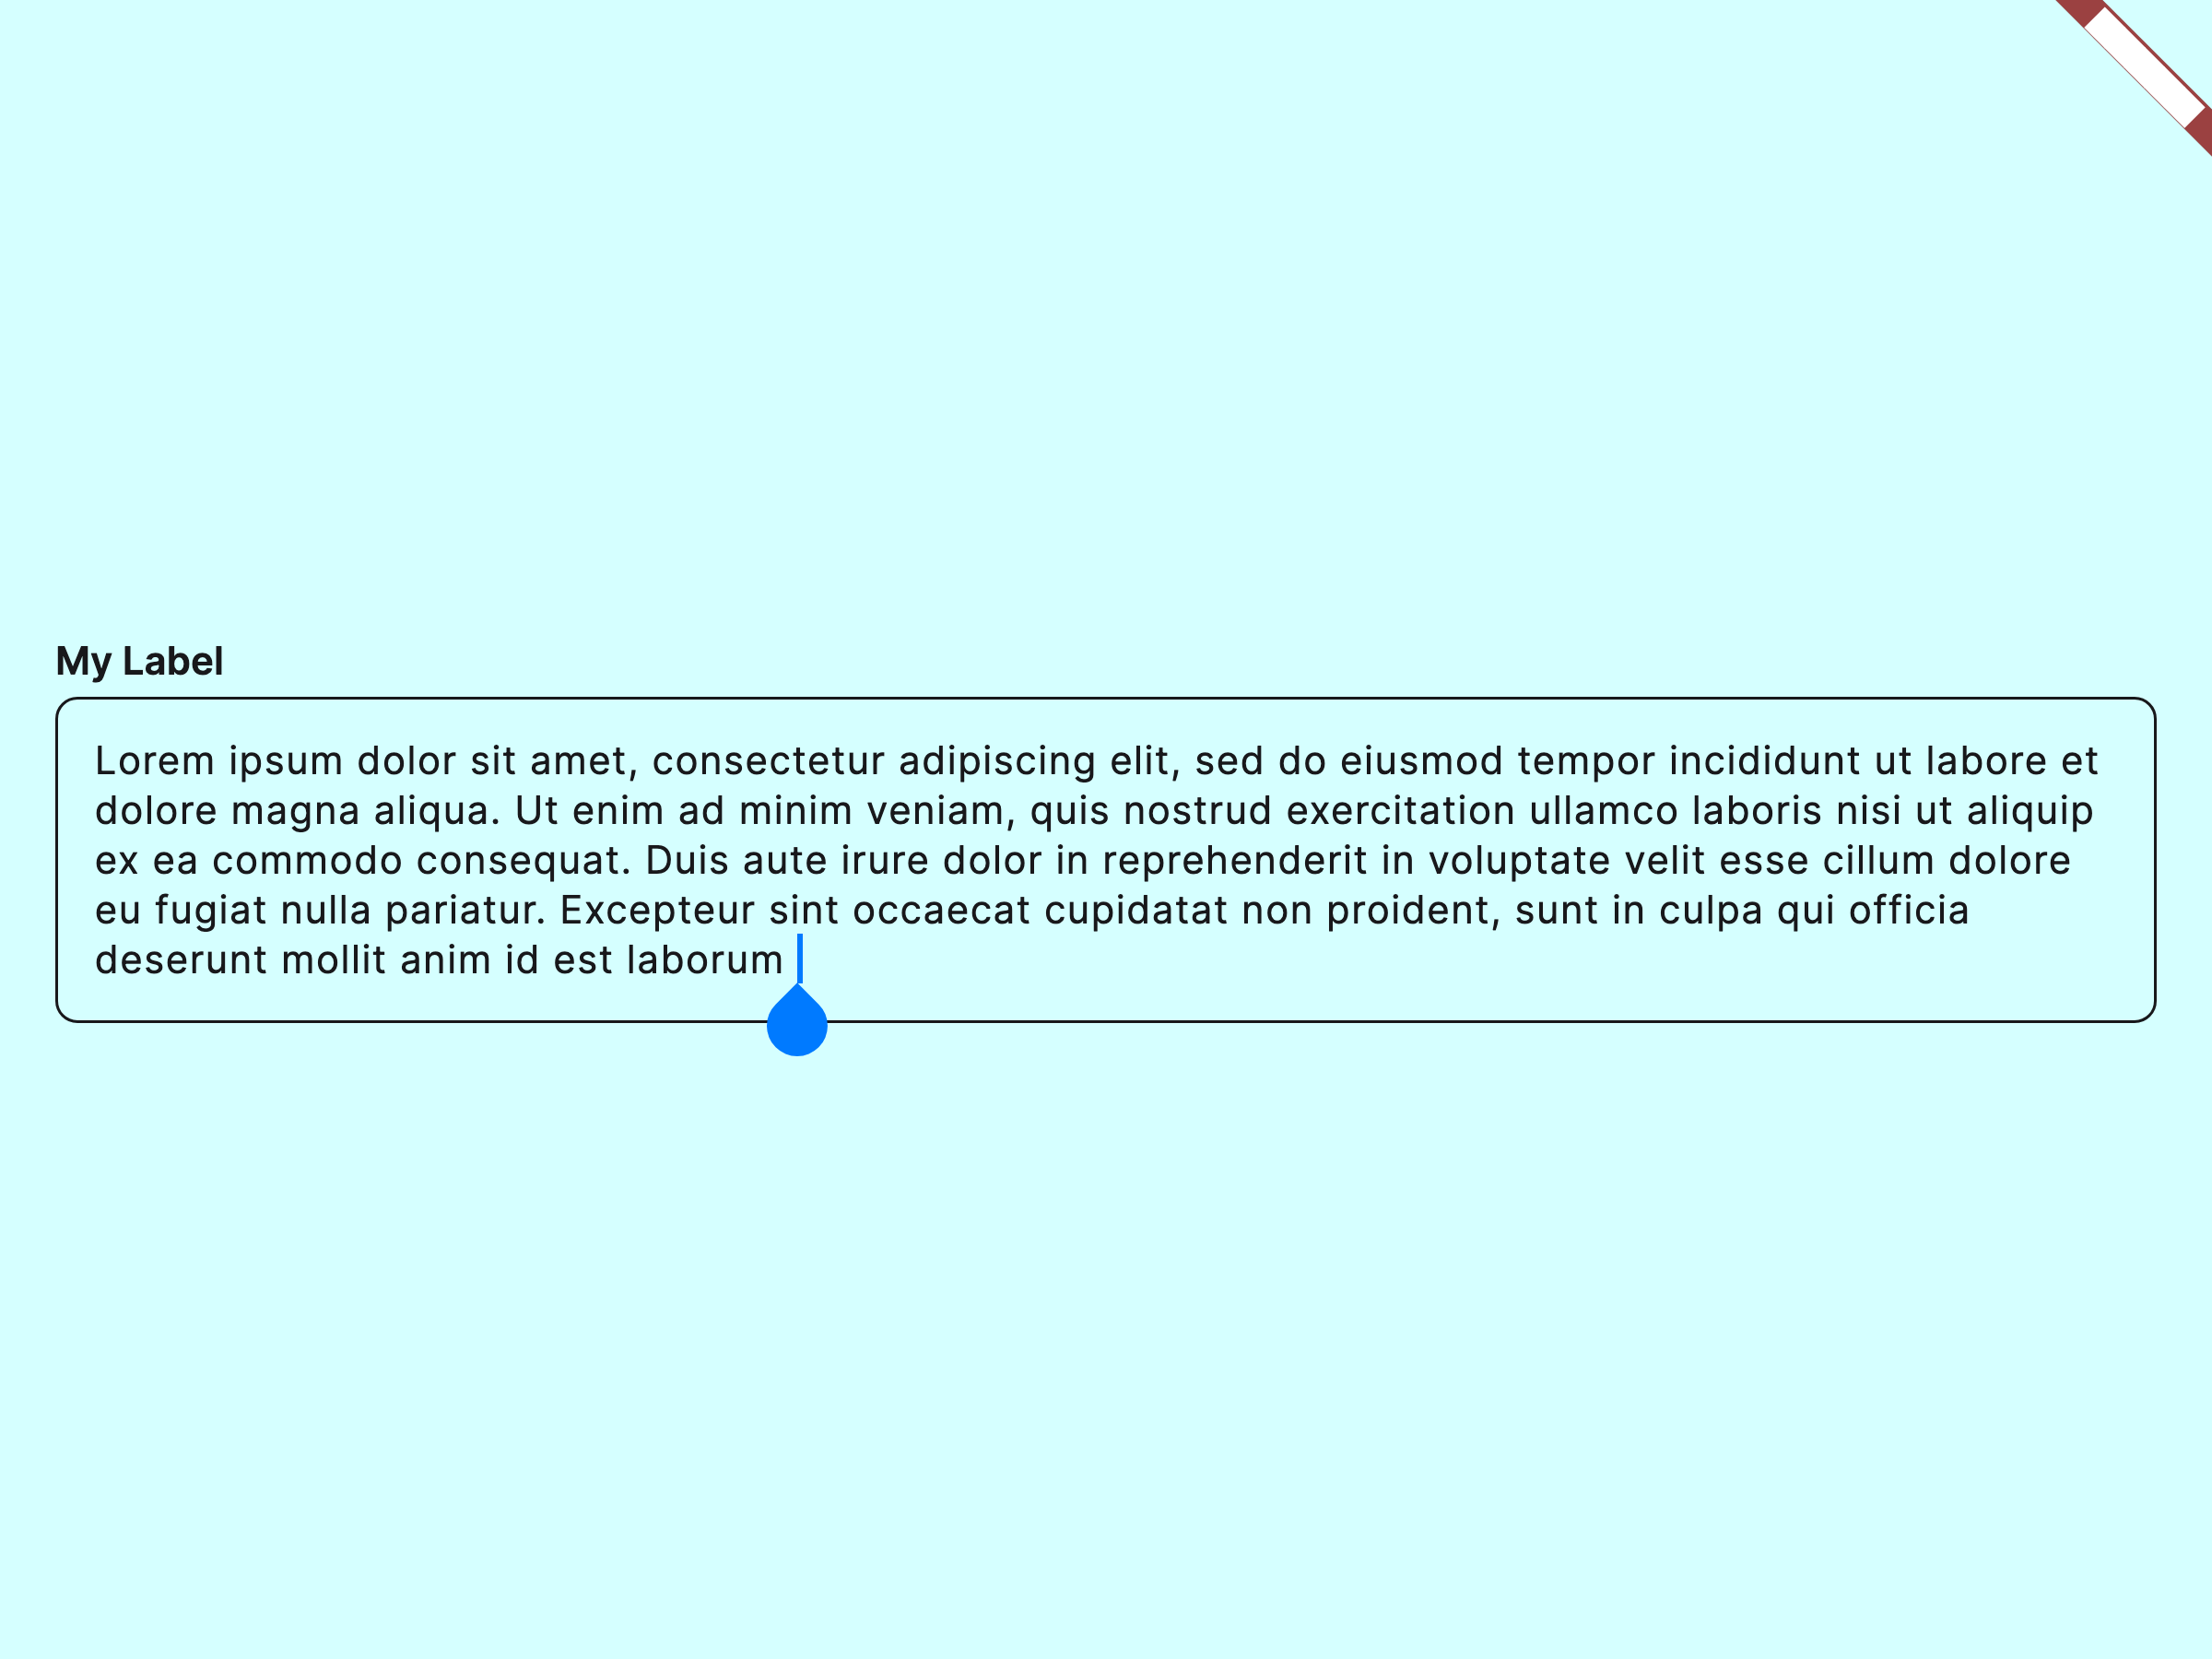 My Label
Lorem ipsum dolor sit amet, consectetur adipiscing elit, sed do eiusmod tempor incididunt ut labore et
dolore magna aliqua. Ut enim ad minim veniam, quis nostrud exercitation ullamco laboris nisi ut aliquip
ex ea commodo consequat. Duis aute irure dolor in reprehenderit in voluptate velit esse cillum dolore
eu fugiat nulla pariatur. Excepteur sint occaecat cupidatat non proident, sunt in culpa qui officia
deserunt mollit anim id est laborum